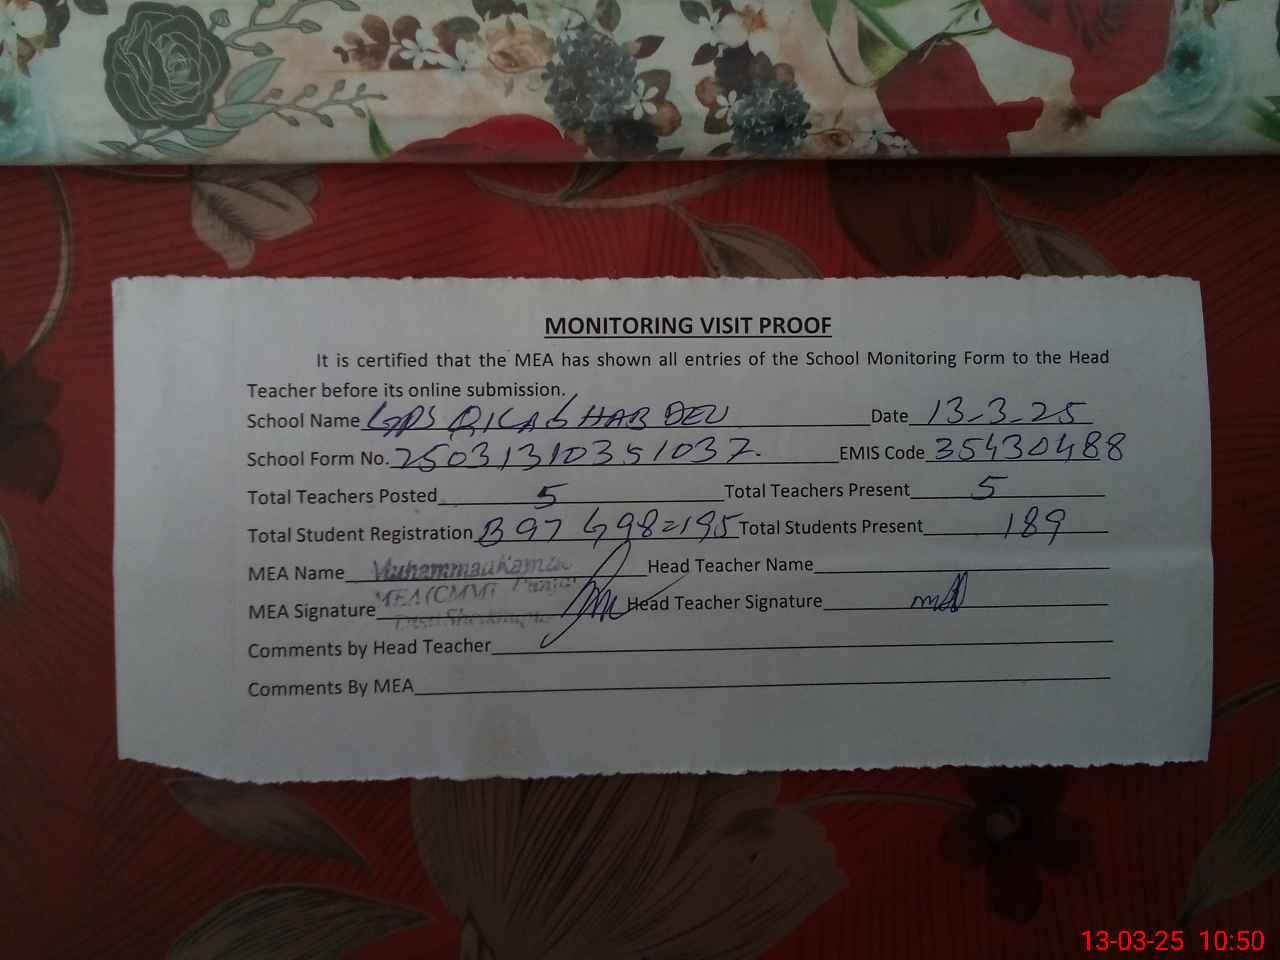 MONITORING VISIT PROOF
It is certified that the MEA has shown all entries of the School Monitoring Form to the Head
Teacher before its online submission.
School Name GPS QILA GHAR DEV Date 13-3-25
School Form No. 25031310351037. EMIS Code 35430488
Total Teachers Posted 5 Total Teachers Present 5
Total Student Registration B 97 G 98=195 Total Students Present 189
MEA Name Muhammad Head Teacher Name
MEA (CMM)
MEA Signature Head Teacher Signature
Comments by Head Teacher
Comments By MEA
13-03-25 10:50